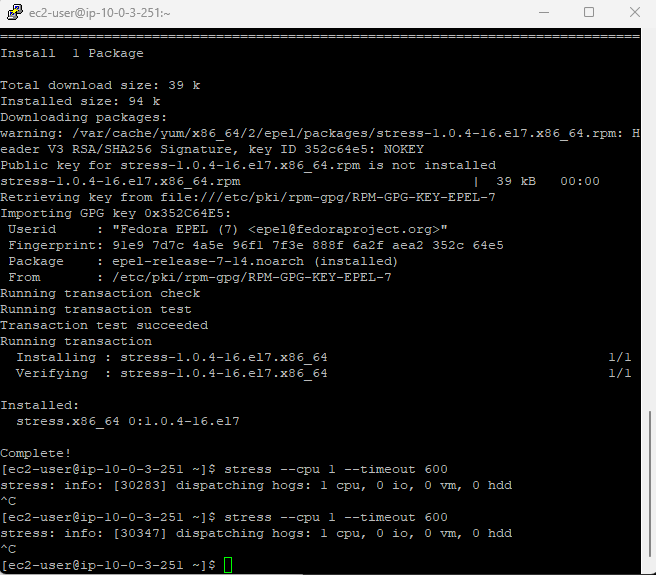 ec2-user@ip-10-0-3-251:~
================================================================================
Install  1 Package

Total download size: 39 k
Installed size: 94 k
Downloading packages:
warning: /var/cache/yum/x86_64/2/epel/packages/stress-1.0.4-16.el7.x86_64.rpm: H
eader V3 RSA/SHA256 Signature, key ID 352c64e5: NOKEY
Public key for stress-1.0.4-16.el7.x86_64.rpm is not installed
stress-1.0.4-16.el7.x86_64.rpm                             |  39 kB   00:00
Retrieving key from file:///etc/pki/rpm-gpg/RPM-GPG-KEY-EPEL-7
Importing GPG key 0x352C64E5:
 Userid     : "Fedora EPEL (7) <epel@fedoraproject.org>"
 Fingerprint: 91e9 7d7c 4a5e 96f1 7f3e 888f 6a2f aea2 352c 64e5
 Package    : epel-release-7-14.noarch (installed)
 From       : /etc/pki/rpm-gpg/RPM-GPG-KEY-EPEL-7
Running transaction check
Running transaction test
Transaction test succeeded
Running transaction
  Installing : stress-1.0.4-16.el7.x86_64                                   1/1
  Verifying  : stress-1.0.4-16.el7.x86_64                                   1/1

Installed:
  stress.x86_64 0:1.0.4-16.el7

Complete!
[ec2-user@ip-10-0-3-251 ~]$ stress --cpu 1 --timeout 600
stress: info: [30283] dispatching hogs: 1 cpu, 0 io, 0 vm, 0 hdd
^C
[ec2-user@ip-10-0-3-251 ~]$ stress --cpu 1 --timeout 600
stress: info: [30347] dispatching hogs: 1 cpu, 0 io, 0 vm, 0 hdd
^C
[ec2-user@ip-10-0-3-251 ~]$